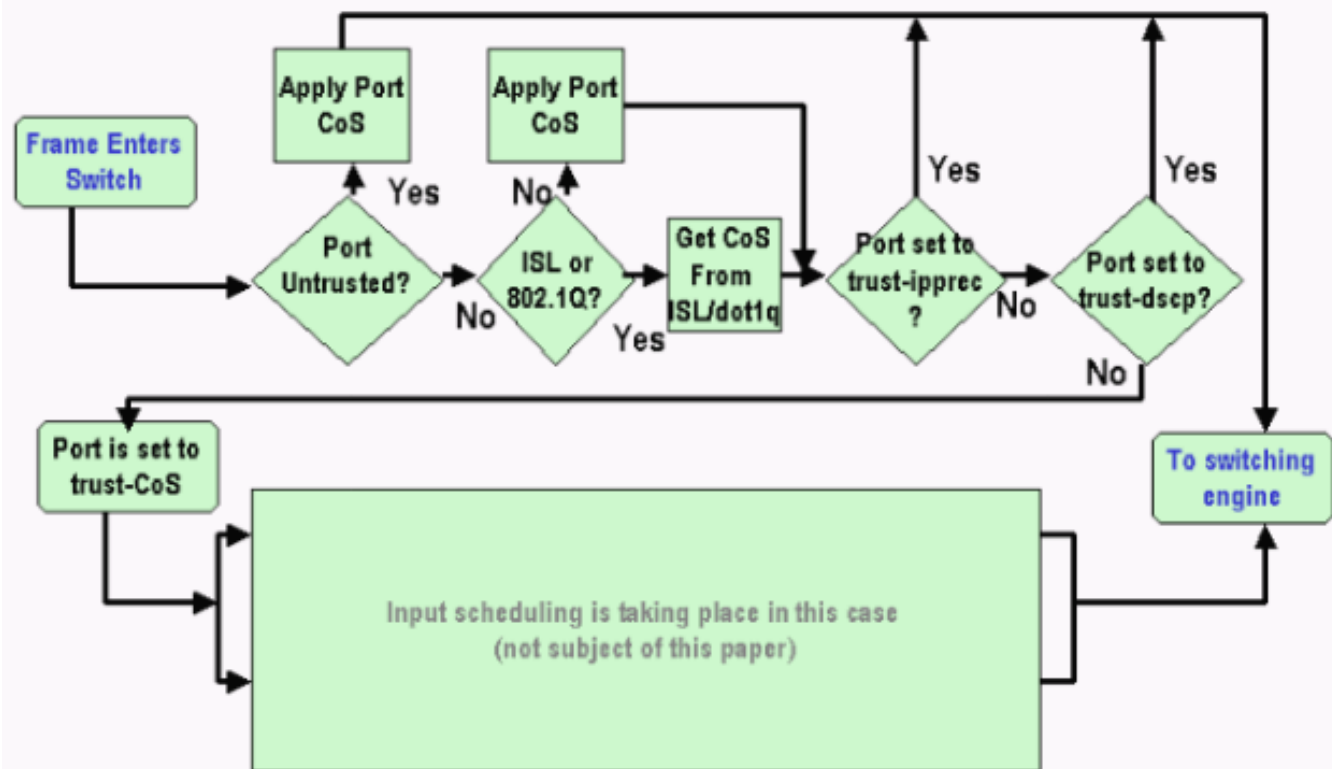 Frame Enters
Switch
Apply Port
CoS
Yes
Port
Untrusted?
No
Apply Port
CoS
No
ISL or
802.1Q?
Yes
Get CoS
From
ISL/dot1q
Port set to
trust-ipprec
?
Yes
No
Port set to
trust-dscp?
Yes
No
Port is set to
trust-CoS
Input scheduling is taking place in this case
(not subject of this paper)
To switching
engine